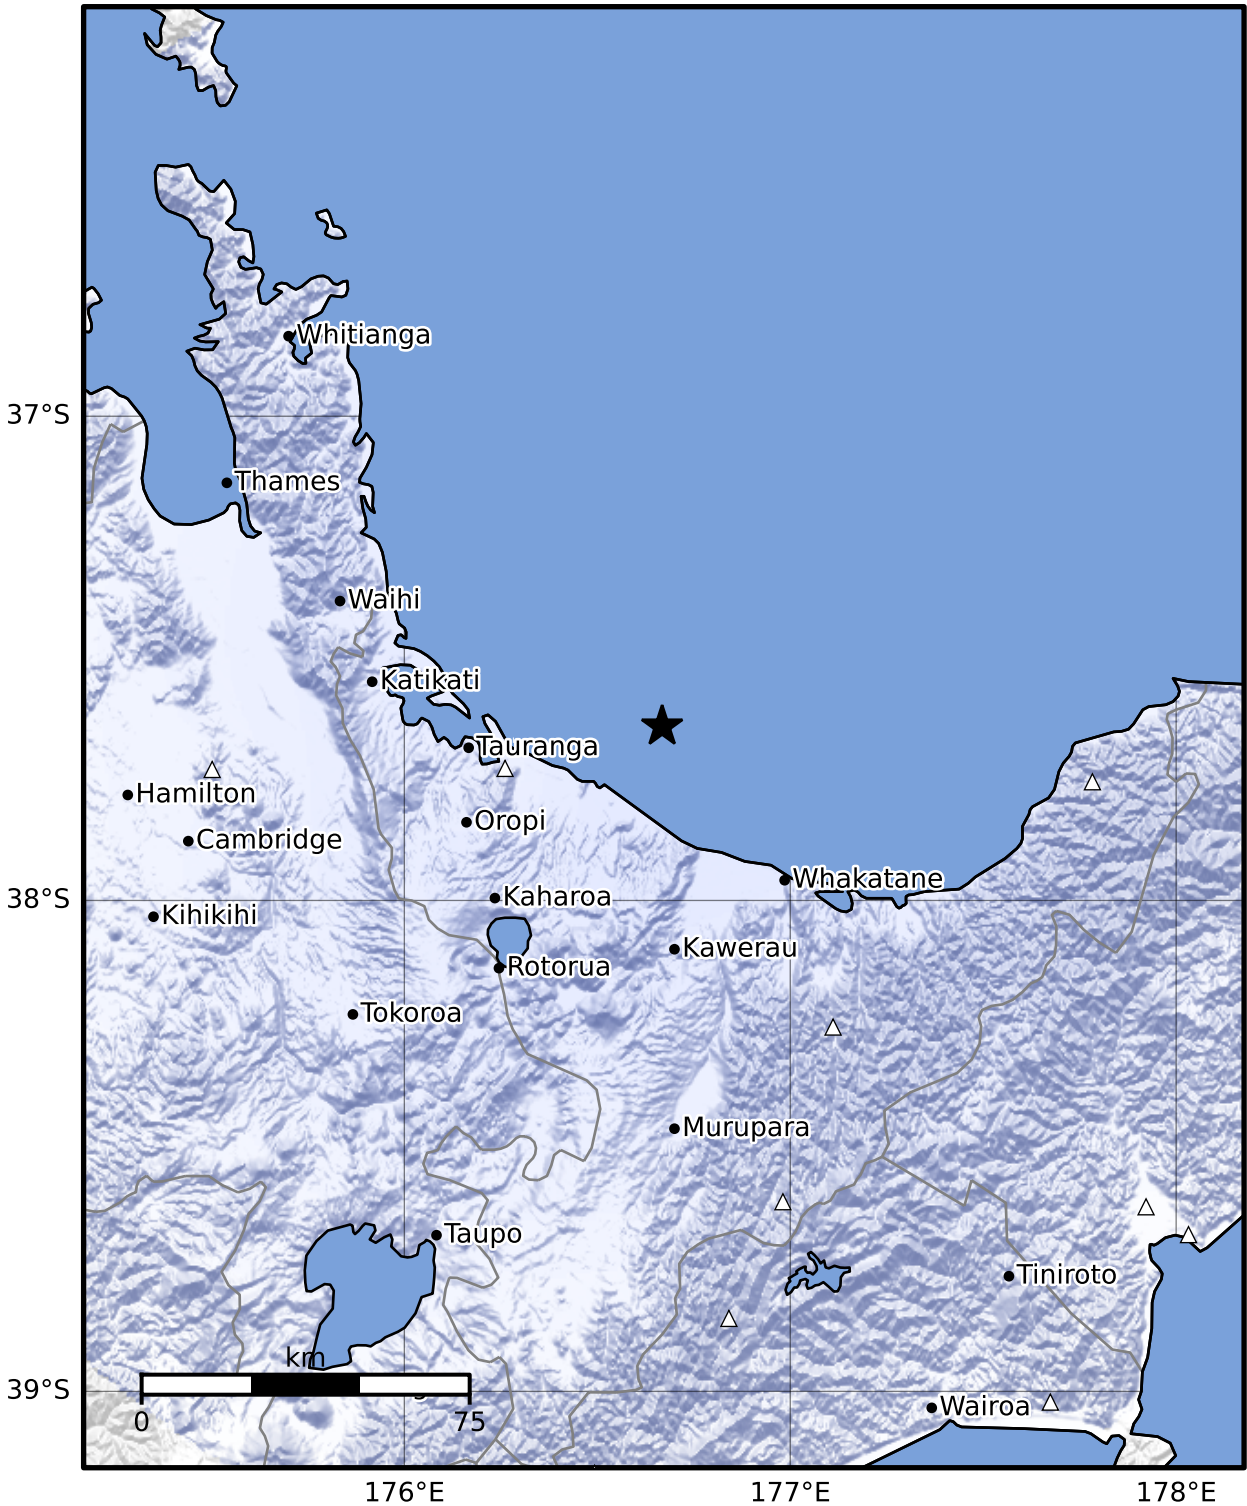 Whitianga
37°S
Thames
Waihi
Katikati
Tauranga
Hamilton
Oropi
Cambridge
Whakatane
38°S
Kaharoa
Kihikihi
Kawerau
Rotorua
Tokoroa
Murupara
Taupo
Tiniroto
km
39°S
Wairoa
0
75
176°E
177°E
178°E